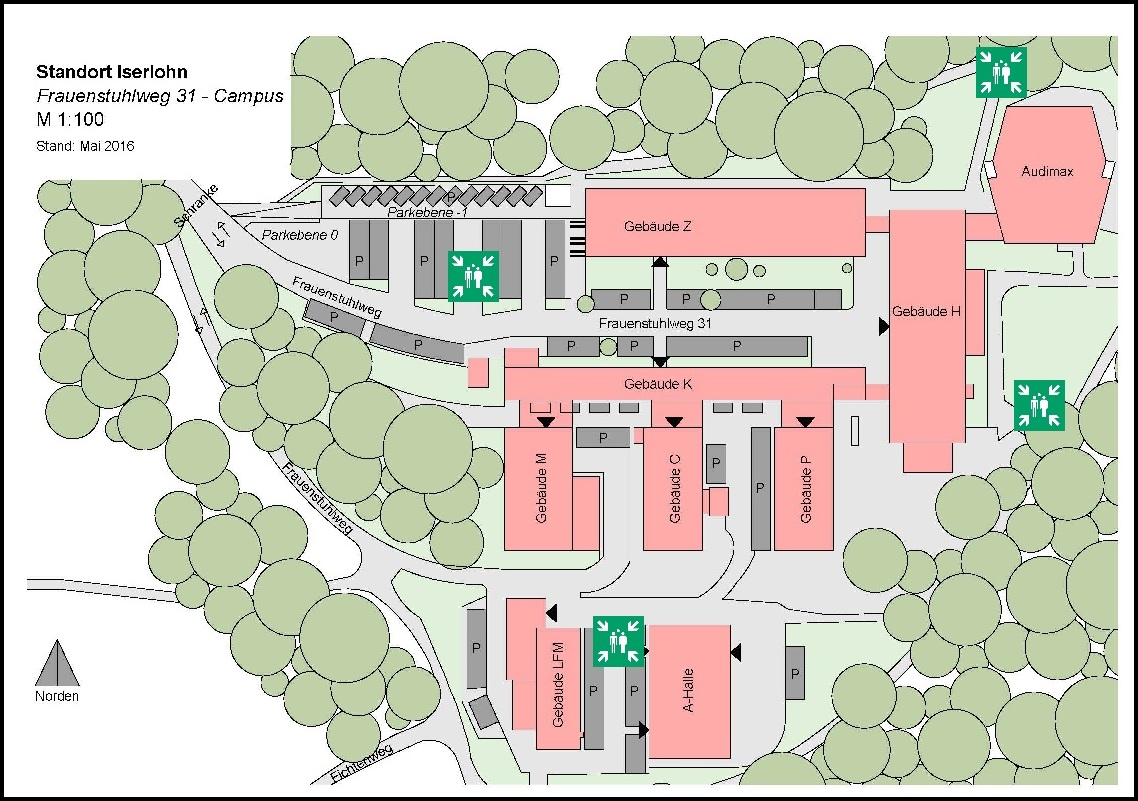 Standort Iserlohn
Frauenstuhlweg 31 - Campus
M 1:100
Stand: Mai 2016
Audimax
Schranke
P
Parkebene -1
Parkebene 0
Gebäude Z
P
P
P
Frauenstuhlweg
P
P
P
P
P
Gebäude H
Frauenstuhlweg 31
P
P
P
P
Gebäude K
P
Gebäude M
Gebäude C
P
P
Gebäude P
Frauenstuhlweg
P
Gebäude LFM
P
P
A-Halle
P
Norden
Fichtenweg